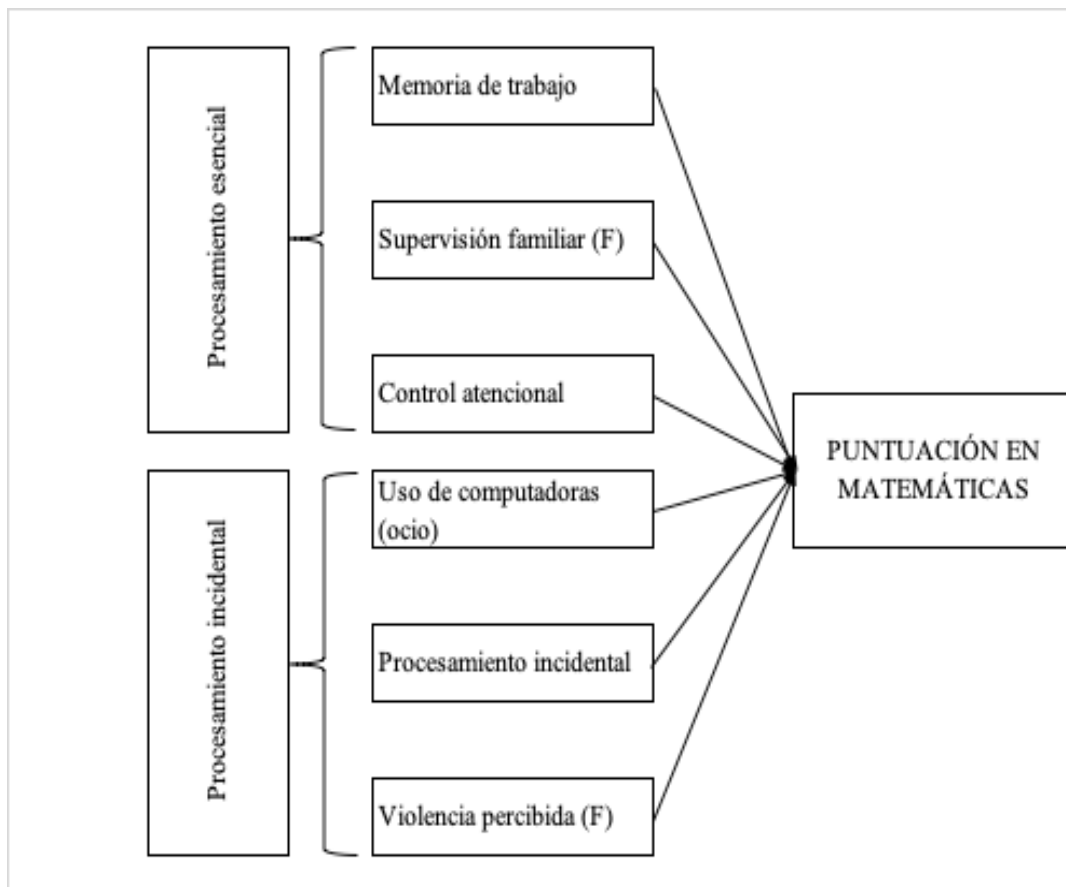 Procesamiento esencial
Memoria de trabajo
Supervisión familiar (F)
Control atencional
Procesamiento incidental
Uso de computadoras
(ocio)
Procesamiento incidental
Violencia percibida (F)
PUNTUACIÓN EN
MATEMÁTICAS